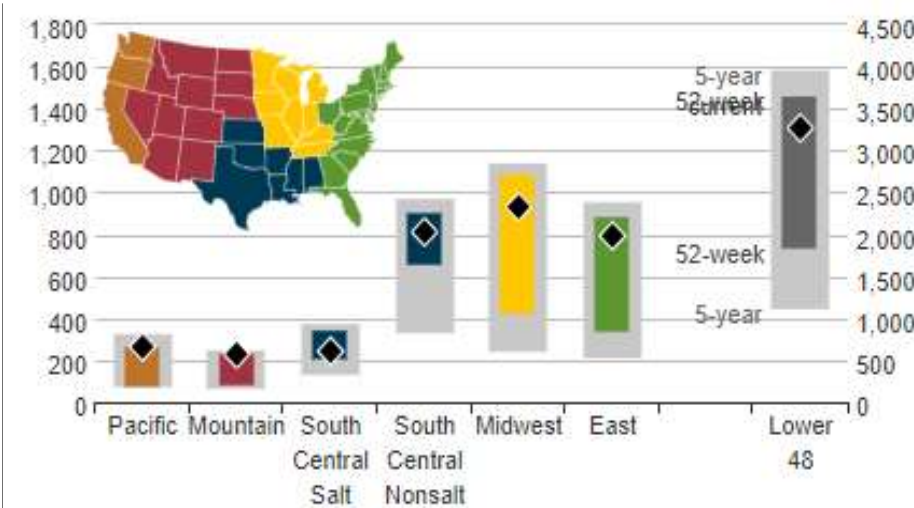 1,800
1,600
1,400
1,200
1,000
800
600
400
200
0
4,500
4,000
3,500
3,000
2,500
2,000
1,500
1,000
500
0
5-year
52-week
current
52-week
5-year
Pacific
Mountain
South
Central
Salt
South
Central
Nonsalt
Midwest
East
Lower
48